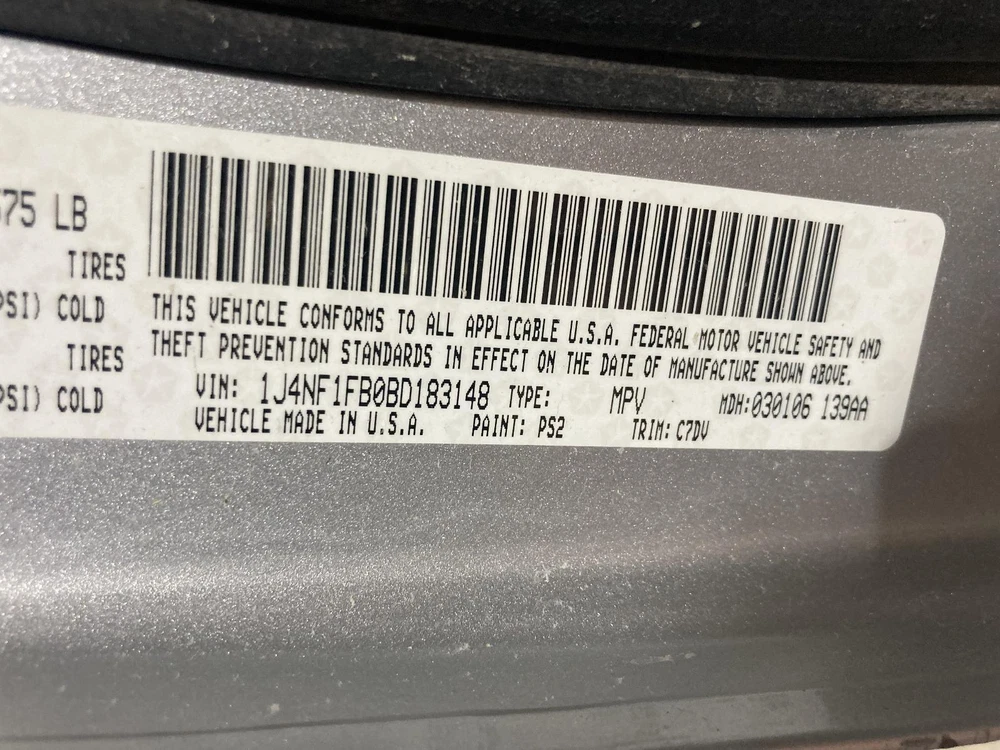 575 LB
TIRES
PSI) COLD
TIRES
PSI) COLD
THIS VEHICLE CONFORMS TO ALL APPLICABLE U.S.A. FEDERAL MOTOR VEHICLE SAFETY AND
THEFT PREVENTION STANDARDS IN EFFECT ON THE DATE OF MANUFACTURE SHOWN ABOVE.
VIN: 1J4NF1FB0BD183148 TYPE: MPV MDH:030106 139AA
VEHICLE MADE IN U.S.A. PAINT: PS2 TRIM: C7DV